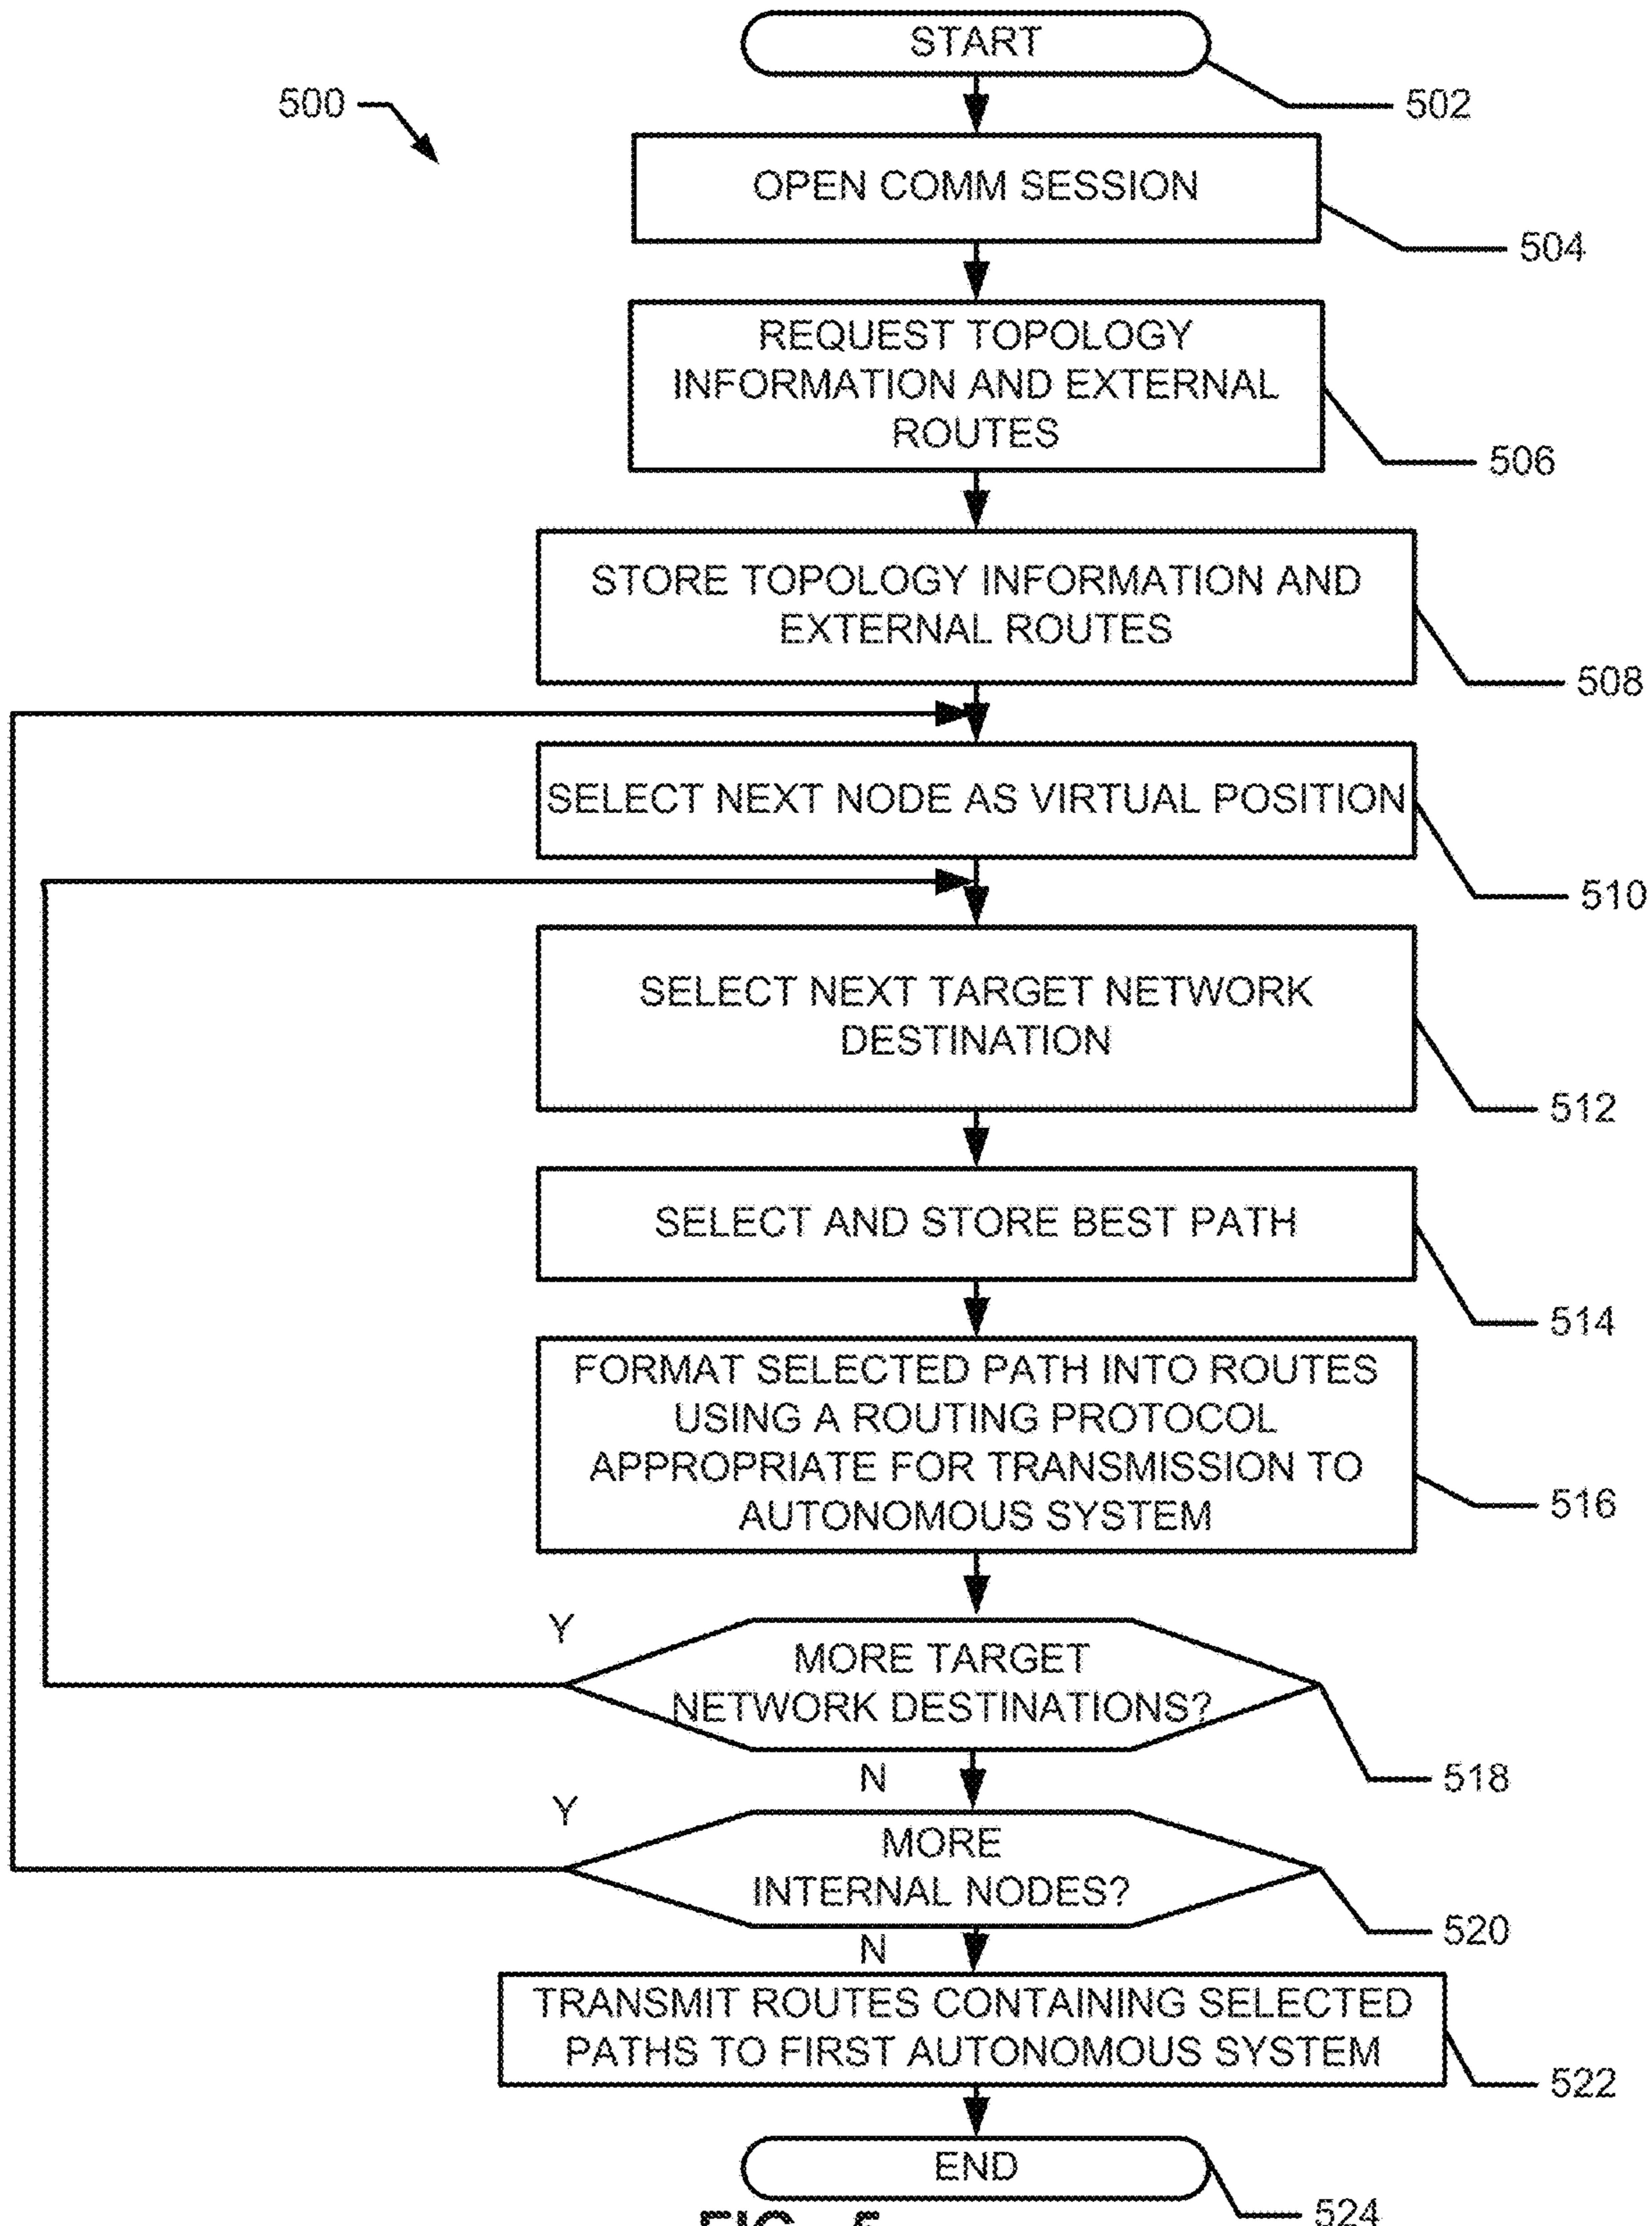 START
502
500
OPEN COMM SESSION
504
REQUEST TOPOLOGY
INFORMATION AND EXTERNAL
ROUTES
506
STORE TOPOLOGY INFORMATION AND
EXTERNAL ROUTES
508
SELECT NEXT NODE AS VIRTUAL POSITION
510
SELECT NEXT TARGET NETWORK
DESTINATION
512
SELECT AND STORE BEST PATH
514
FORMAT SELECTED PATH INTO ROUTES
USING A ROUTING PROTOCOL
APPROPRIATE FOR TRANSMISSION TO
AUTONOMOUS SYSTEM
516
Y
MORE TARGET
NETWORK DESTINATIONS?
518
N
Y
MORE
INTERNAL NODES?
520
N
TRANSMIT ROUTES CONTAINING SELECTED
PATHS TO FIRST AUTONOMOUS SYSTEM
522
END
524